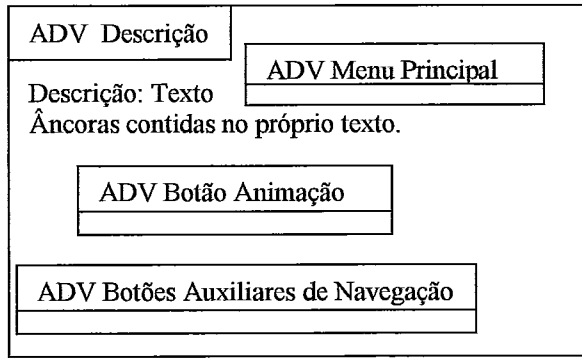 ADV Descrição
ADV Menu Principal
Descrição: Texto
Âncoras contidas no próprio texto.
ADV Botão Animação
ADV Botões Auxiliares de Navegação